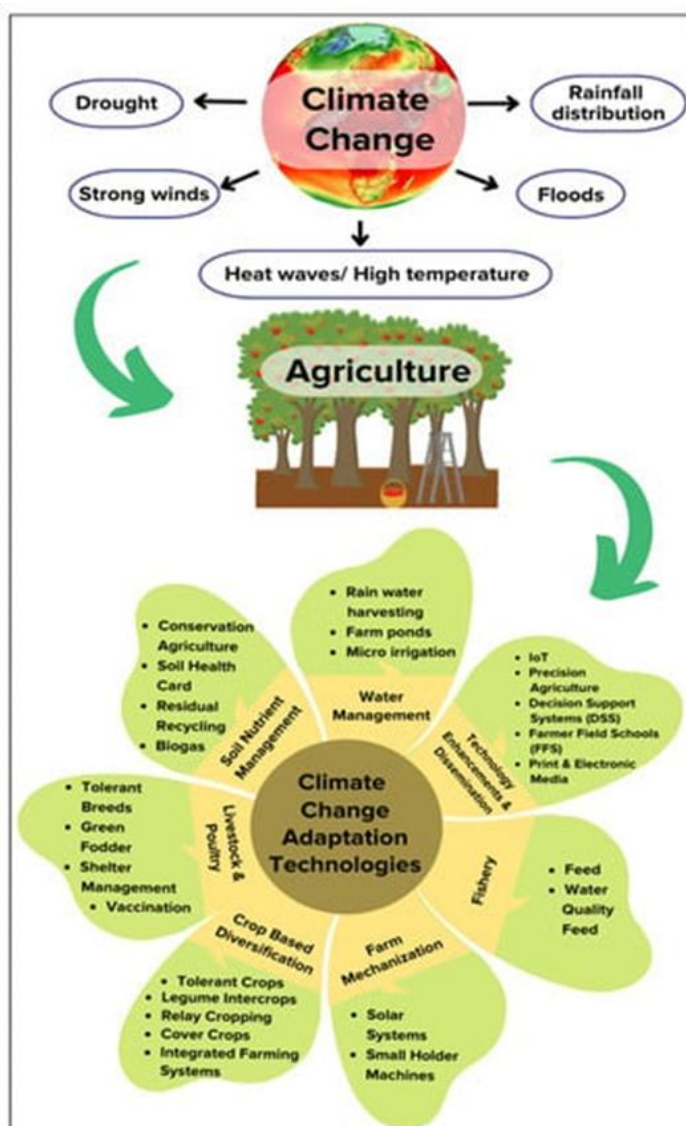 Climate
Change
Drought
Rainfall
distribution
Strong winds
Floods
Heat waves/ High temperature
Agriculture
• Rain water
harvesting
• Farm ponds
• Micro irrigation
Water
Management
• IoT
• Precision
Agriculture
• Decision Support
Systems (DSS)
• Farmer Field Schools
(FFS)
• Print & Electronic
Media
Technology
Enhancements &
Dissemination
• Feed
• Water
Quality
Feed
Fishery
• Solar
Systems
• Small Holder
Machines
Farm
Mechanization
• Tolerant Crops
• Legume Intercrops
• Relay Cropping
• Cover Crops
• Integrated Farming
Systems
Crop Based
Diversification
• Tolerant
Breeds
• Green
Fodder
• Shelter
Management
• Vaccination
Livestock &
Poultry
• Conservation
Agriculture
• Soil Health
Card
• Residual
Recycling
• Biogas
Soil Nutrient
Management
Climate
Change
Adaptation
Technologies